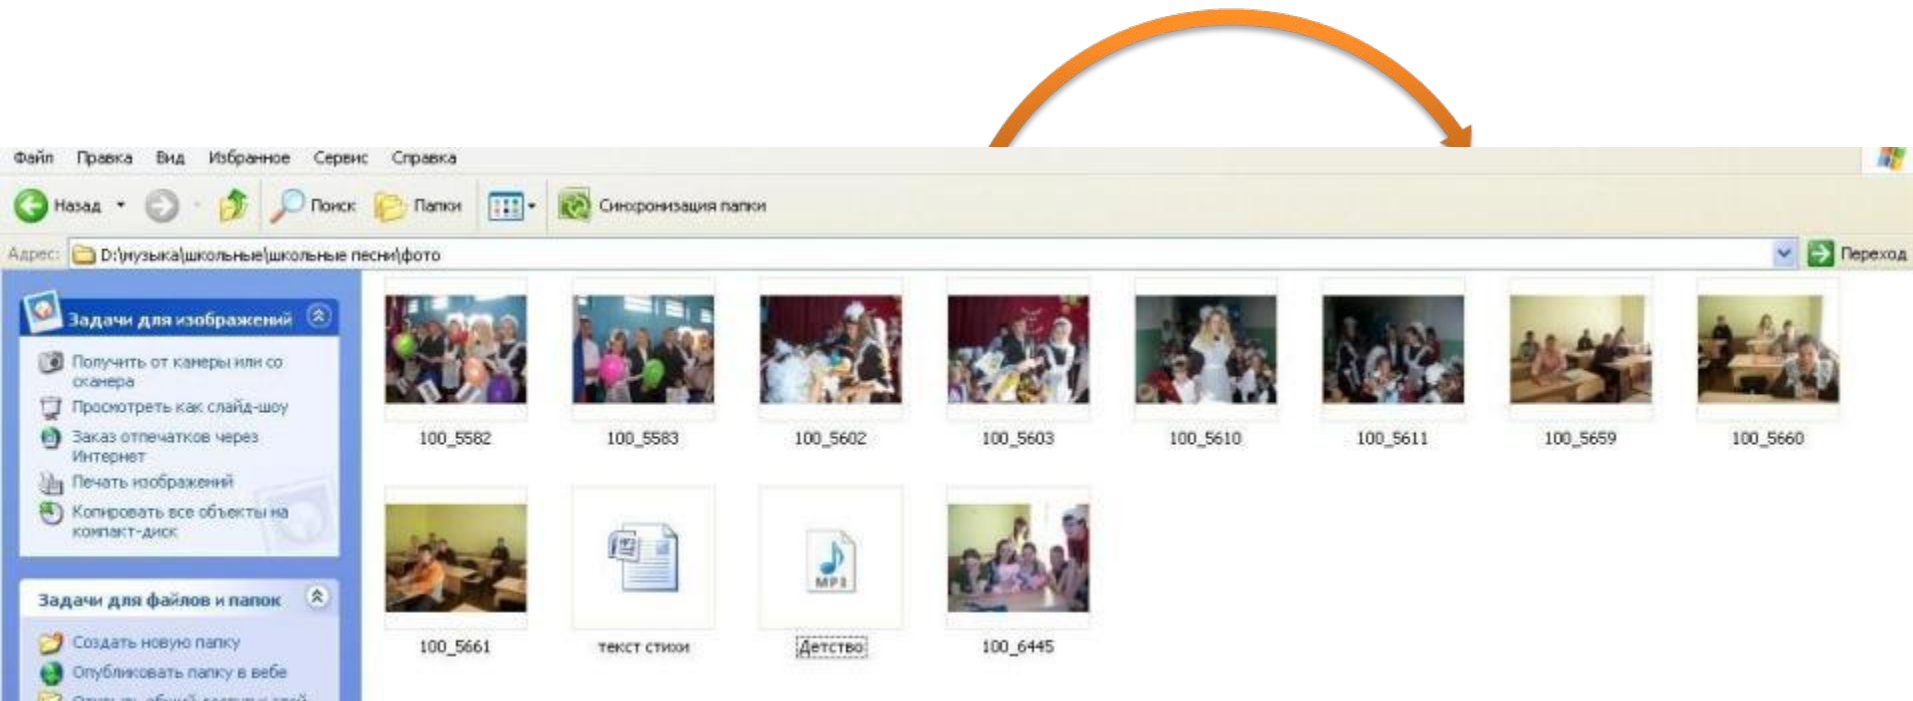 Файл Правка Вид Избранное Сервис Справка
Назад Поиск Папки Синхронизация папки
Адрес: D:\музыка\школьные\школьные песни\фото Переход
Задачи для изображений
Получить от камеры или со
сканера
Просмотреть как слайд-шоу
Заказ отпечатков через
Интернет
Печать изображений
Копировать все объекты на
компакт-диск
Задачи для файлов и папок
Создать новую папку
Опубликовать папку в вебе
100_5582 100_5583 100_5602 100_5603 100_5610 100_5611 100_5659 100_5660
MP3
100_5661 текст стихи Детство 100_6445